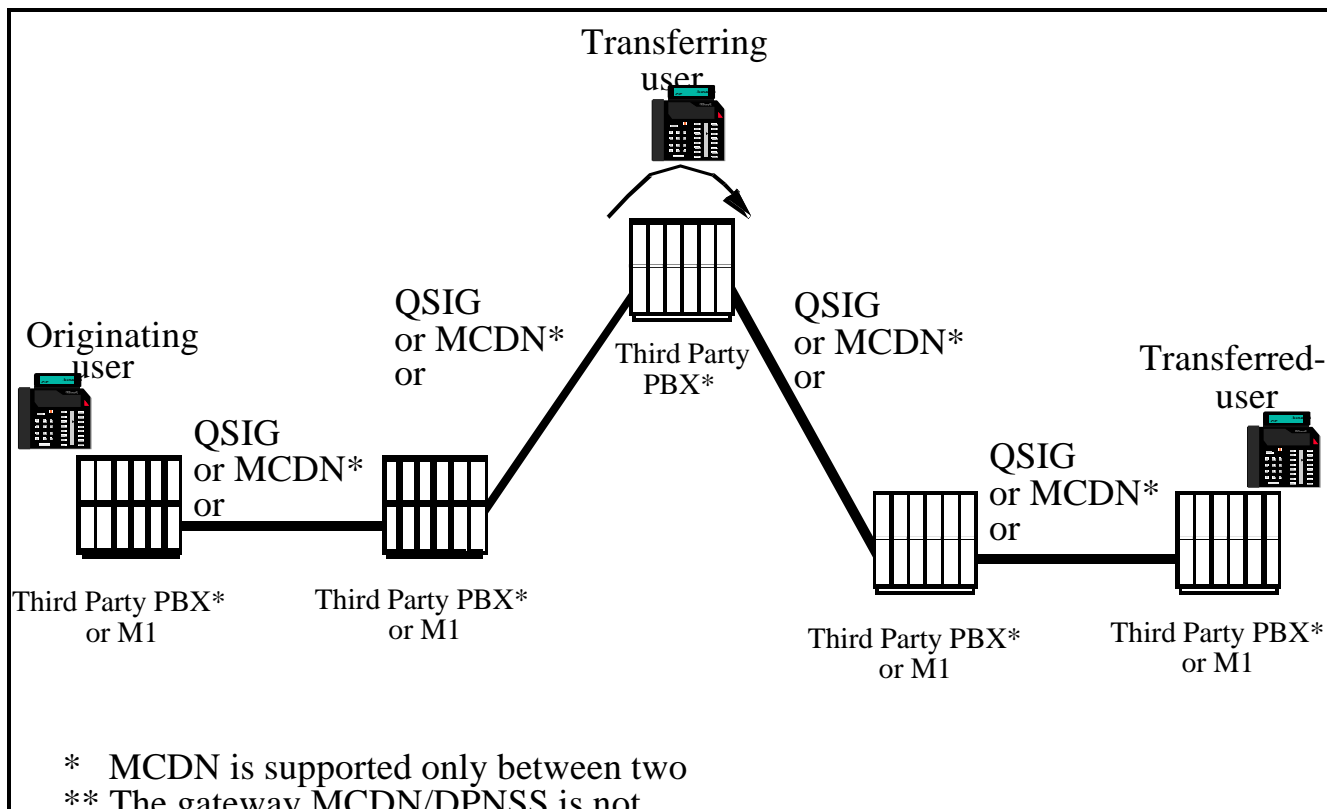 Transferring
user
QSIG
or MCDN*
or
QSIG
or MCDN*
or
Third Party
PBX*
Originating
user
Transferred-
user
QSIG
or MCDN*
or
QSIG
or MCDN*
or
Third Party PBX*
or M1
Third Party PBX*
or M1
Third Party PBX*
or M1
Third Party PBX*
or M1
* MCDN is supported only between two
** The gateway MCDN/DPNSS is not